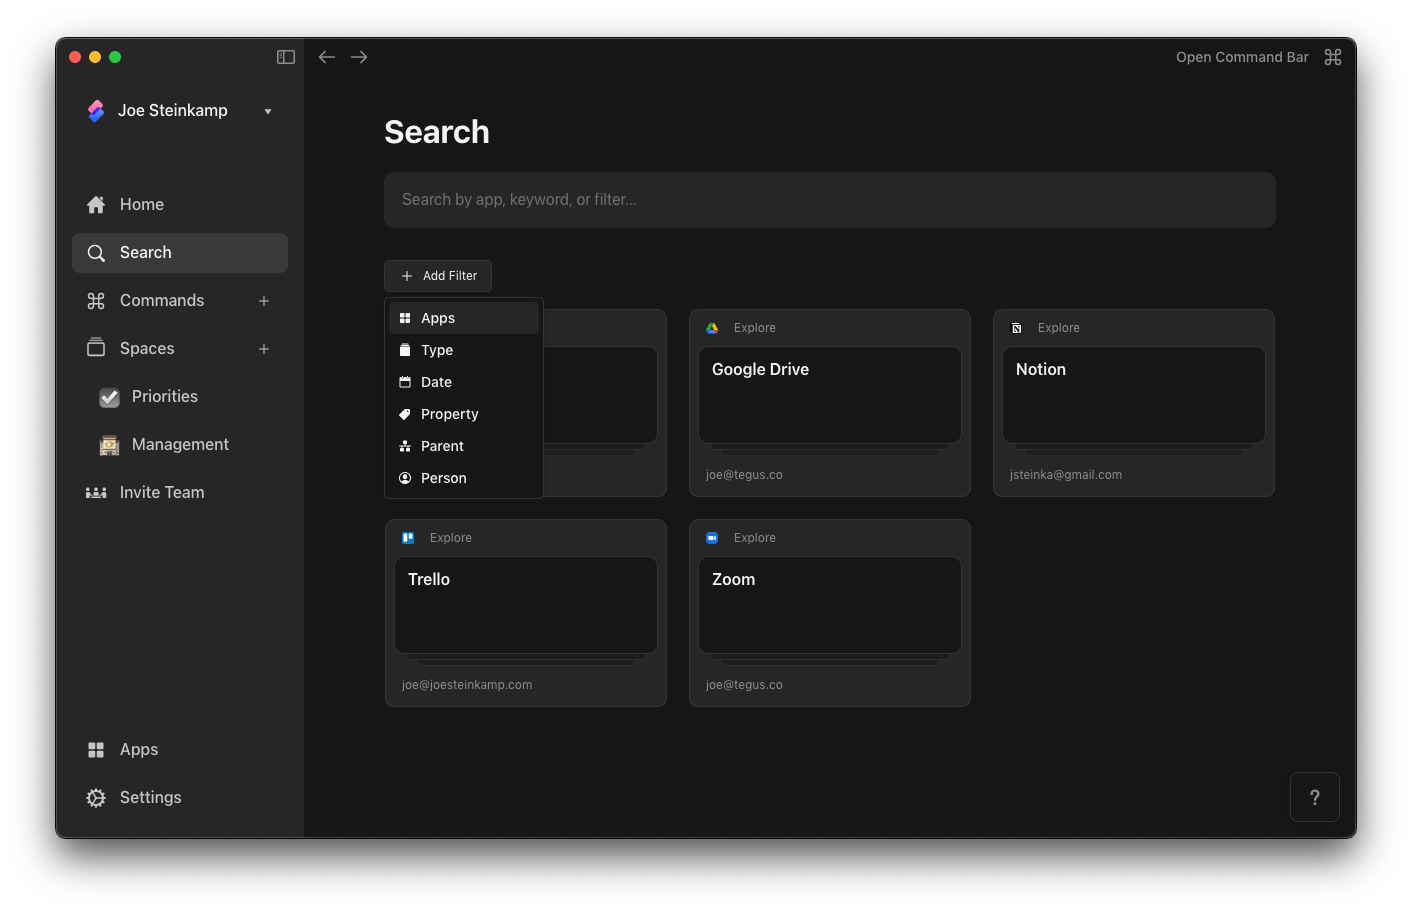 Open Command Bar
Joe Steinkamp
Home
Search
Commands
Spaces
Priorities
Management
Invite Team
Apps
Settings
Search
Search by app, keyword, or filter...
Add Filter
Apps
Type
Date
Property
Parent
Person
Explore
Google Drive
joe@tegus.co
Explore
Notion
jsteinka@gmail.com
Explore
Trello
joe@joesteinkamp.com
Explore
Zoom
joe@tegus.co
?